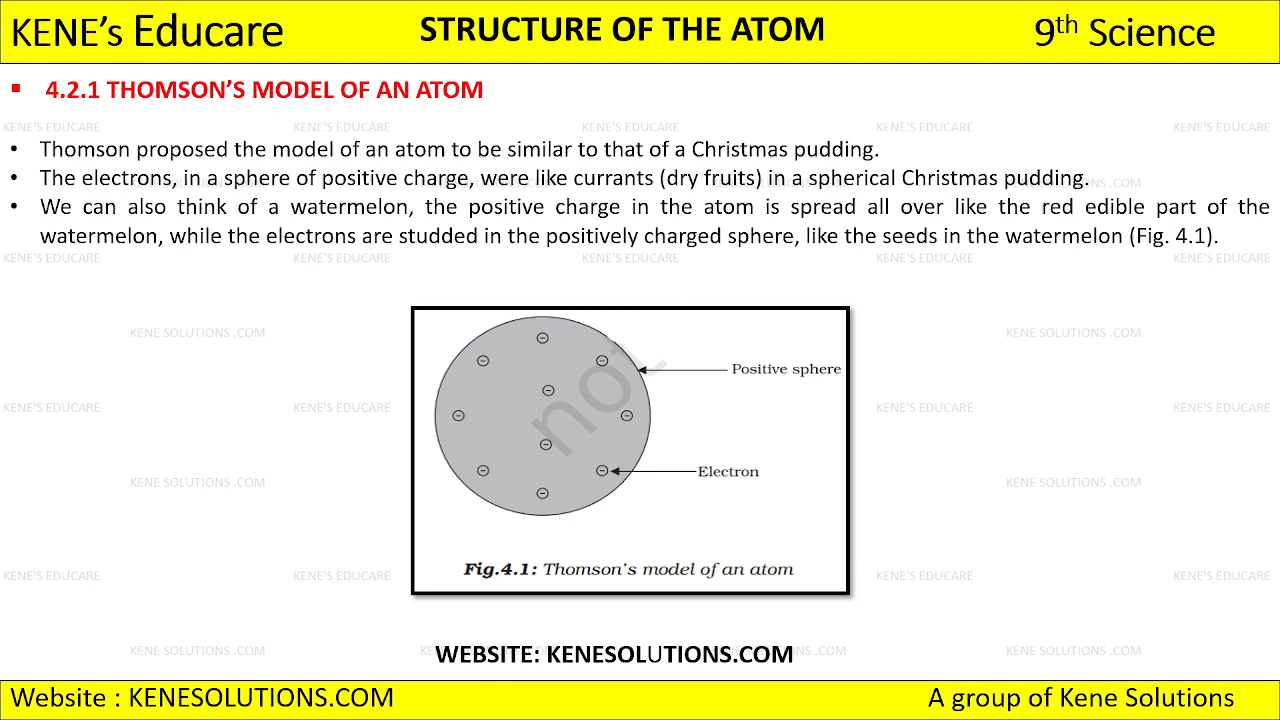 KENE's Educare
STRUCTURE OF THE ATOM
9th Science
▪ 4.2.1 THOMSON'S MODEL OF AN ATOM
KENE'S EDUCARE KENE'S EDUCARE KENE'S EDUCARE KENE'S EDUCARE KENE'S EDUCARE
• Thomson proposed the model of an atom to be similar to that of a Christmas pudding.
• The electrons, in a sphere of positive charge, were like currants (dry fruits) in a spherical Christmas pudding.
• We can also think of a watermelon, the positive charge in the atom is spread all over like the red edible part of the
watermelon, while the electrons are studded in the positively charged sphere, like the seeds in the watermelon (Fig. 4.1).
KENE'S EDUCARE KENE'S EDUCARE KENE'S EDUCARE KENE'S EDUCARE KENE'S EDUCARE
KENE SOLUTIONS .COM KENE SOLUTIONS .COM
not
Positive sphere
KENE'S EDUCARE KENE'S EDUCARE KENE'S EDUCARE KENE'S EDUCARE
Electron
KENE SOLUTIONS .COM KENE SOLUTIONS .COM
Fig.4.1: Thomson's model of an atom
KENE'S EDUCARE KENE'S EDUCARE KENE'S EDUCARE KENE'S EDUCARE
KENE SOLUTIONS .COM KENE SOLUTIONS .COM
WEBSITE: KENESOLUTIONS.COM
Website : KENESOLUTIONS.COM
A group of Kene Solutions